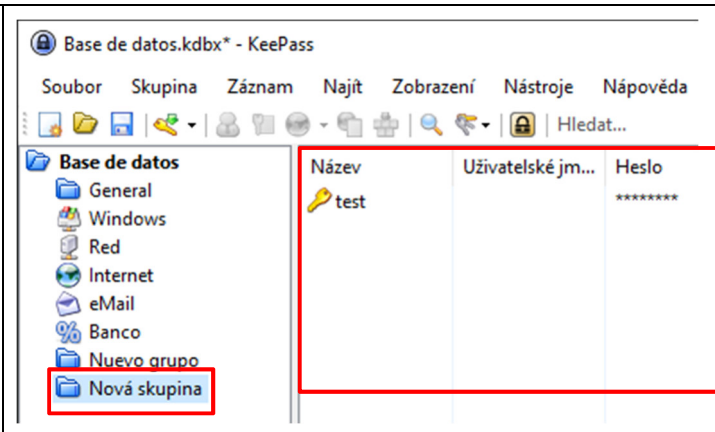 Base de datos.kdbx* - KeePass
Soubor Skupina Záznam Najít Zobrazení Nástroje Nápověda
Hledat...
Base de datos
General
Windows
Red
Internet
eMail
Banco
Nuevo grupo
Nová skupina
Název Uživatelské jm... Heslo
test ********